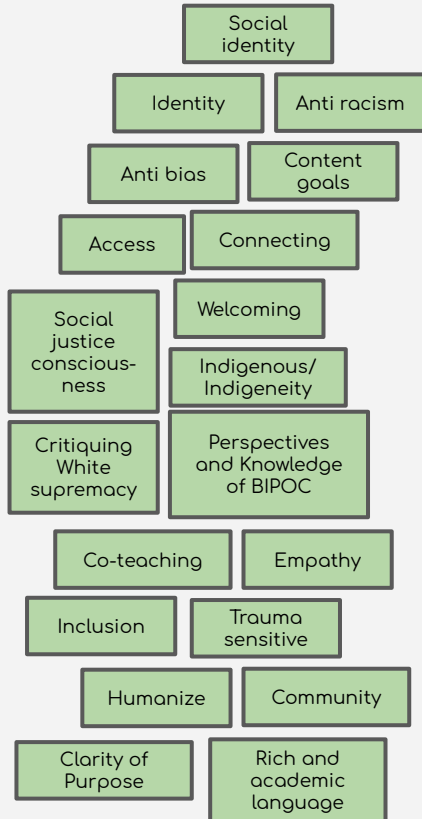 Social
identity
Identity
Anti racism
Anti bias
Content
goals
Access
Connecting
Welcoming
Social
justice
conscious-
ness
Indigenous/
Indigeneity
Critiquing
White
supremacy
Perspectives
and Knowledge
of BIPOC
Co-teaching
Empathy
Inclusion
Trauma
sensitive
Humanize
Community
Clarity of
Purpose
Rich and
academic
language